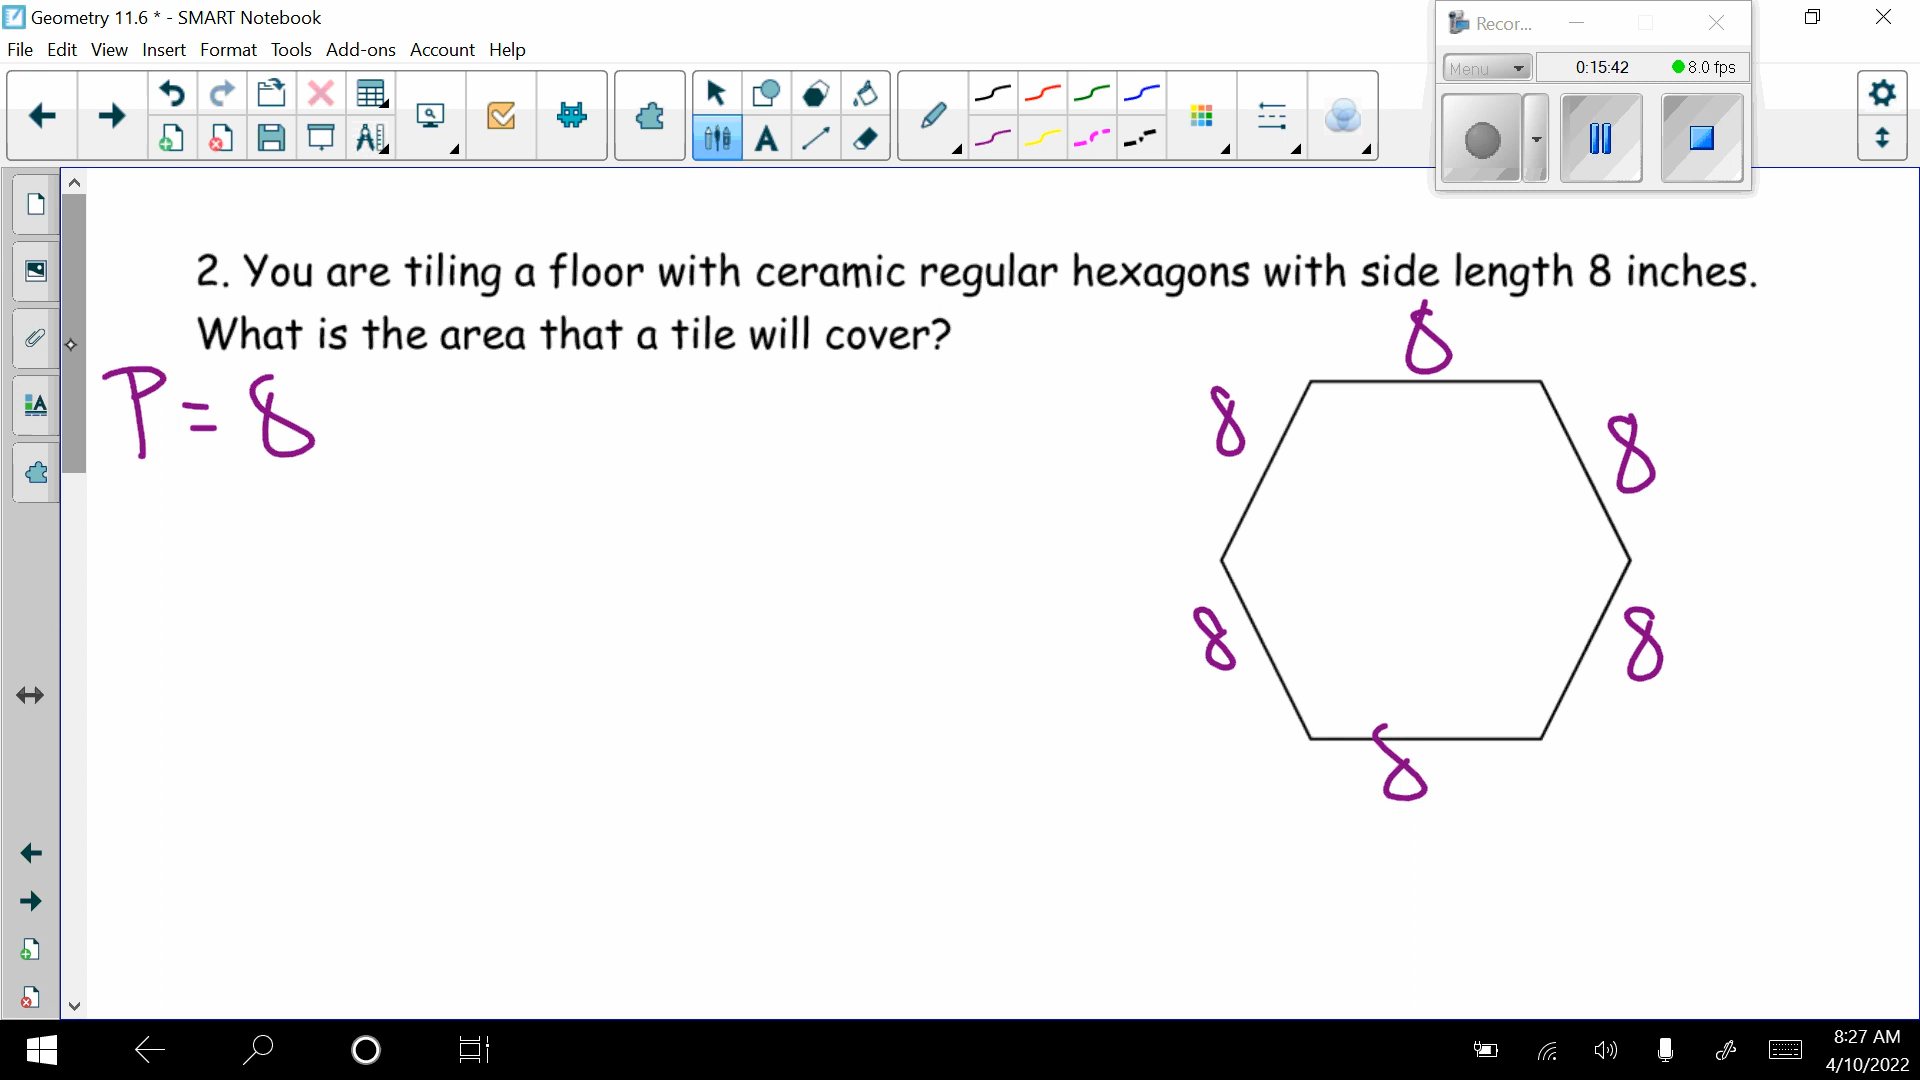 Geometry 11.6 * - SMART Notebook
File Edit View Insert Format Tools Add-ons Account Help
Recor...
Menu 0:15:42 8.0 fps
2. You are tiling a floor with ceramic regular hexagons with side length 8 inches.
What is the area that a tile will cover?
P = 8
8
8
8
8
8
8
8:27 AM
4/10/2022